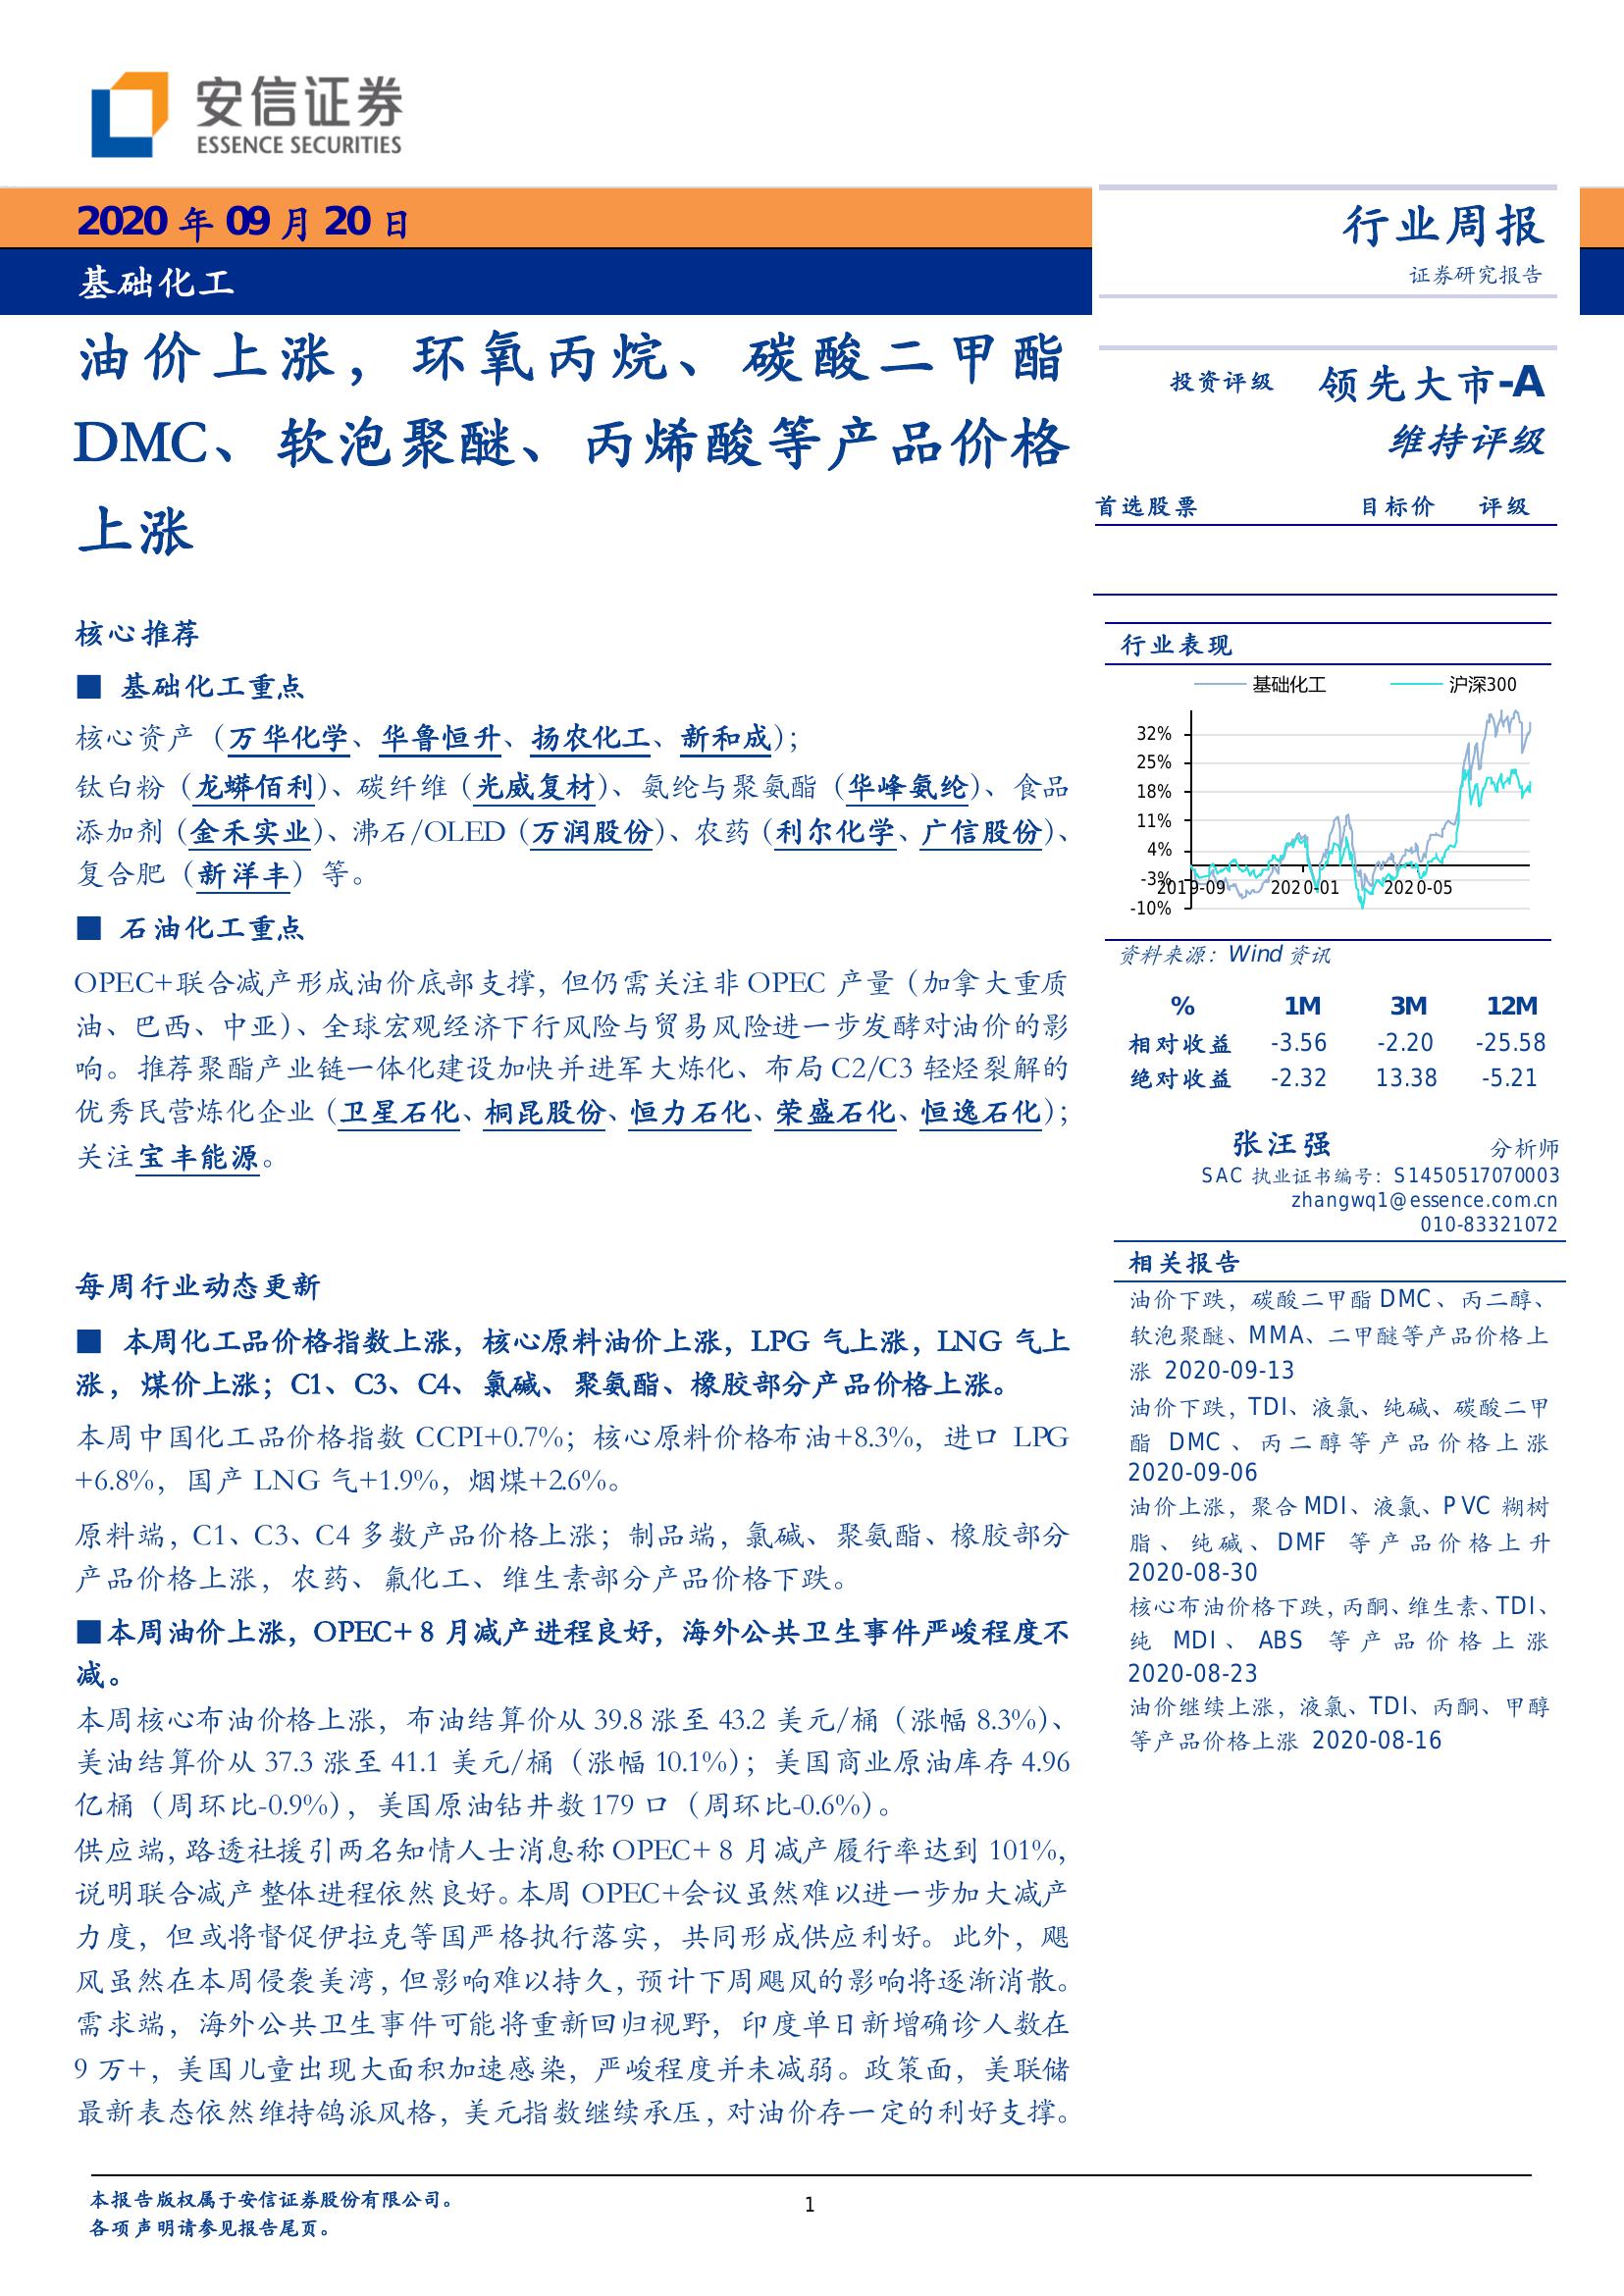 安信证券
ESSENCE SECURITIES
2020 年 09 月 20 日
基础化工
行业周报
证券研究报告
油价上涨，环氧丙烷、碳酸二甲酯
DMC、软泡聚醚、丙烯酸等产品价格
上涨
核心推荐
■ 基础化工重点
核心资产（万华化学、华鲁恒升、扬农化工、新和成）；
钛白粉（龙蟒佰利）、碳纤维（光威复材）、氨纶与聚氨酯（华峰氨纶）、食品
添加剂（金禾实业）、沸石/OLED（万润股份）、农药（利尔化学、广信股份）、
复合肥（新洋丰）等。
■ 石油化工重点
OPEC+联合减产形成油价底部支撑，但仍需关注非 OPEC 产量（加拿大重质
油、巴西、中亚）、全球宏观经济下行风险与贸易风险进一步发酵对油价的影
响。推荐聚酯产业链一体化建设加快并进军大炼化、布局 C2/C3 轻烃裂解的
优秀民营炼化企业（卫星石化、桐昆股份、恒力石化、荣盛石化、恒逸石化）；
关注宝丰能源。
每周行业动态更新
■ 本周化工品价格指数上涨，核心原料油价上涨，LPG 气上涨，LNG 气上
涨，煤价上涨；C1、C3、C4、氯碱、聚氨酯、橡胶部分产品价格上涨。
本周中国化工品价格指数 CCPI+0.7%；核心原料价格布油+8.3%，进口 LPG
+6.8%，国产 LNG 气+1.9%，烟煤+2.6%。
原料端，C1、C3、C4 多数产品价格上涨；制品端，氯碱、聚氨酯、橡胶部分
产品价格上涨，农药、氟化工、维生素部分产品价格下跌。
■本周油价上涨，OPEC+ 8 月减产进程良好，海外公共卫生事件严峻程度不
减。
本周核心布油价格上涨，布油结算价从 39.8 涨至 43.2 美元/桶（涨幅 8.3%）、
美油结算价从 37.3 涨至 41.1 美元/桶（涨幅 10.1%）；美国商业原油库存 4.96
亿桶（周环比-0.9%），美国原油钻井数 179 口（周环比-0.6%）。
供应端，路透社援引两名知情人士消息称 OPEC+ 8 月减产履行率达到 101%，
说明联合减产整体进程依然良好。本周 OPEC+会议虽然难以进一步加大减产
力度，但或将督促伊拉克等国严格执行落实，共同形成供应利好。此外，飓
风虽然在本周侵袭美湾，但影响难以持久，预计下周飓风的影响将逐渐消散。
需求端，海外公共卫生事件可能将重新回归视野，印度单日新增确诊人数在
9 万+，美国儿童出现大面积加速感染，严峻程度并未减弱。政策面，美联储
最新表态依然维持鸽派风格，美元指数继续承压，对油价存一定的利好支撑。
投资评级 领先大市-A
维持评级
首选股票 目标价 评级
行业表现
基础化工 沪深300
32%
25%
18%
11%
4%
-3%
-10%
2019-09 2020-01 2020-05
资料来源：Wind 资讯
% 1M 3M 12M
相对收益 -3.56 -2.20 -25.58
绝对收益 -2.32 13.38 -5.21
张汪强 分析师
SAC 执业证书编号：S1450517070003
zhangwq1@essence.com.cn
010-83321072
相关报告
油价下跌，碳酸二甲酯 DMC、丙二醇、
软泡聚醚、MMA、二甲醚等产品价格上
涨 2020-09-13
油价下跌，TDI、液氯、纯碱、碳酸二甲
酯 DMC、丙二醇等产品价格上涨
2020-09-06
油价上涨，聚合 MDI、液氯、PVC 糊树
脂、纯碱、DMF 等产品价格上升
2020-08-30
核心布油价格下跌，丙酮、维生素、TDI、
纯 MDI、ABS 等产品价格上涨
2020-08-23
油价继续上涨，液氯、TDI、丙酮、甲醇
等产品价格上涨 2020-08-16
本报告版权属于安信证券股份有限公司。
各项声明请参见报告尾页。
1